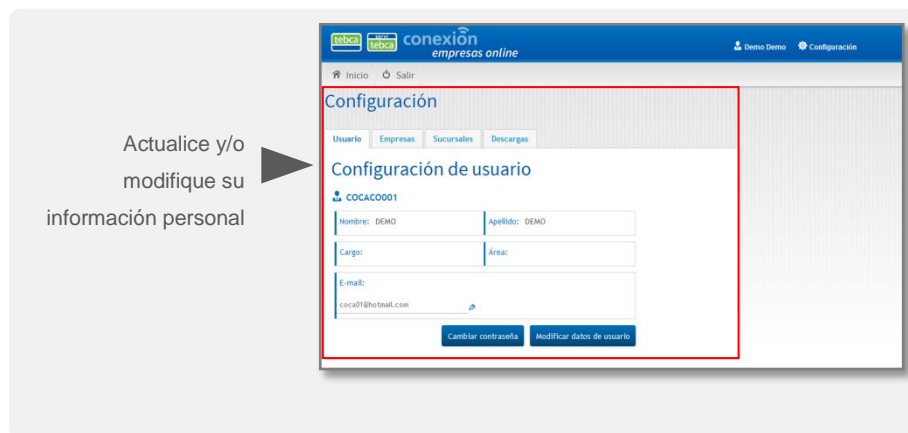 Actualice y/o
modifique su
información personal
tebca
tebca
conexión
empresas online
Demo Demo
Configuración
Inicio
Salir
Configuración
Usuario
Empresas
Sucursales
Descargas
Configuración de usuario
COCACO001
Nombre: DEMO
Apellido: DEMO
Cargo:
Área:
E-mail:
coca01@hotmail.com
Cambiar contraseña
Modificar datos de usuario